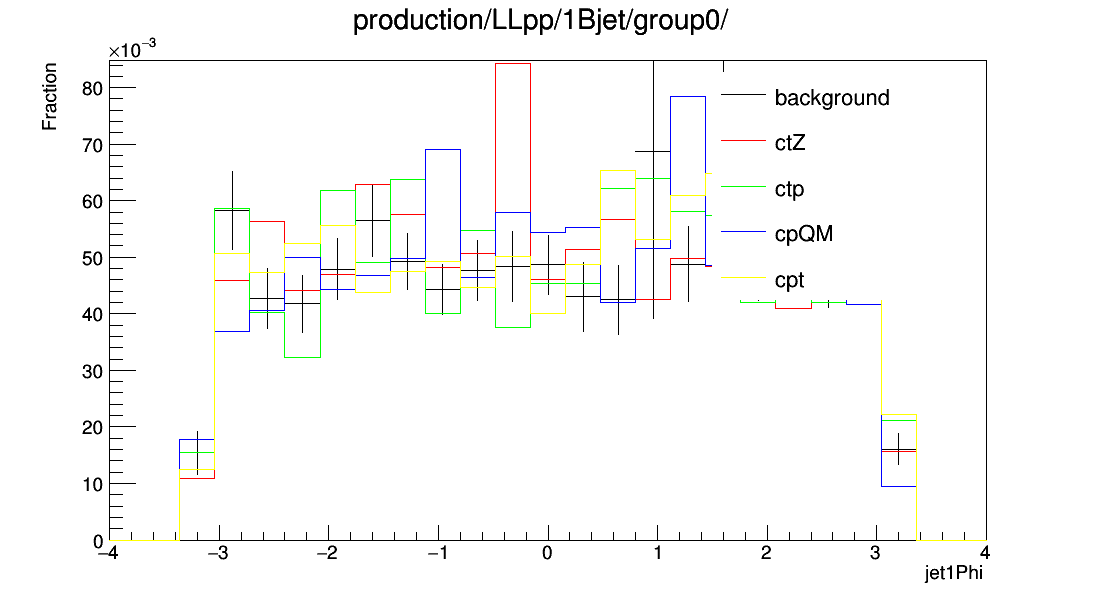 production/LLpp/1Bjet/group0/
×10⁻³
Fraction
80
70
60
50
40
30
20
10
0
background
ctZ
ctp
cpQM
cpt
−4 −3 −2 −1 0 1 2 3 4
jet1Phi